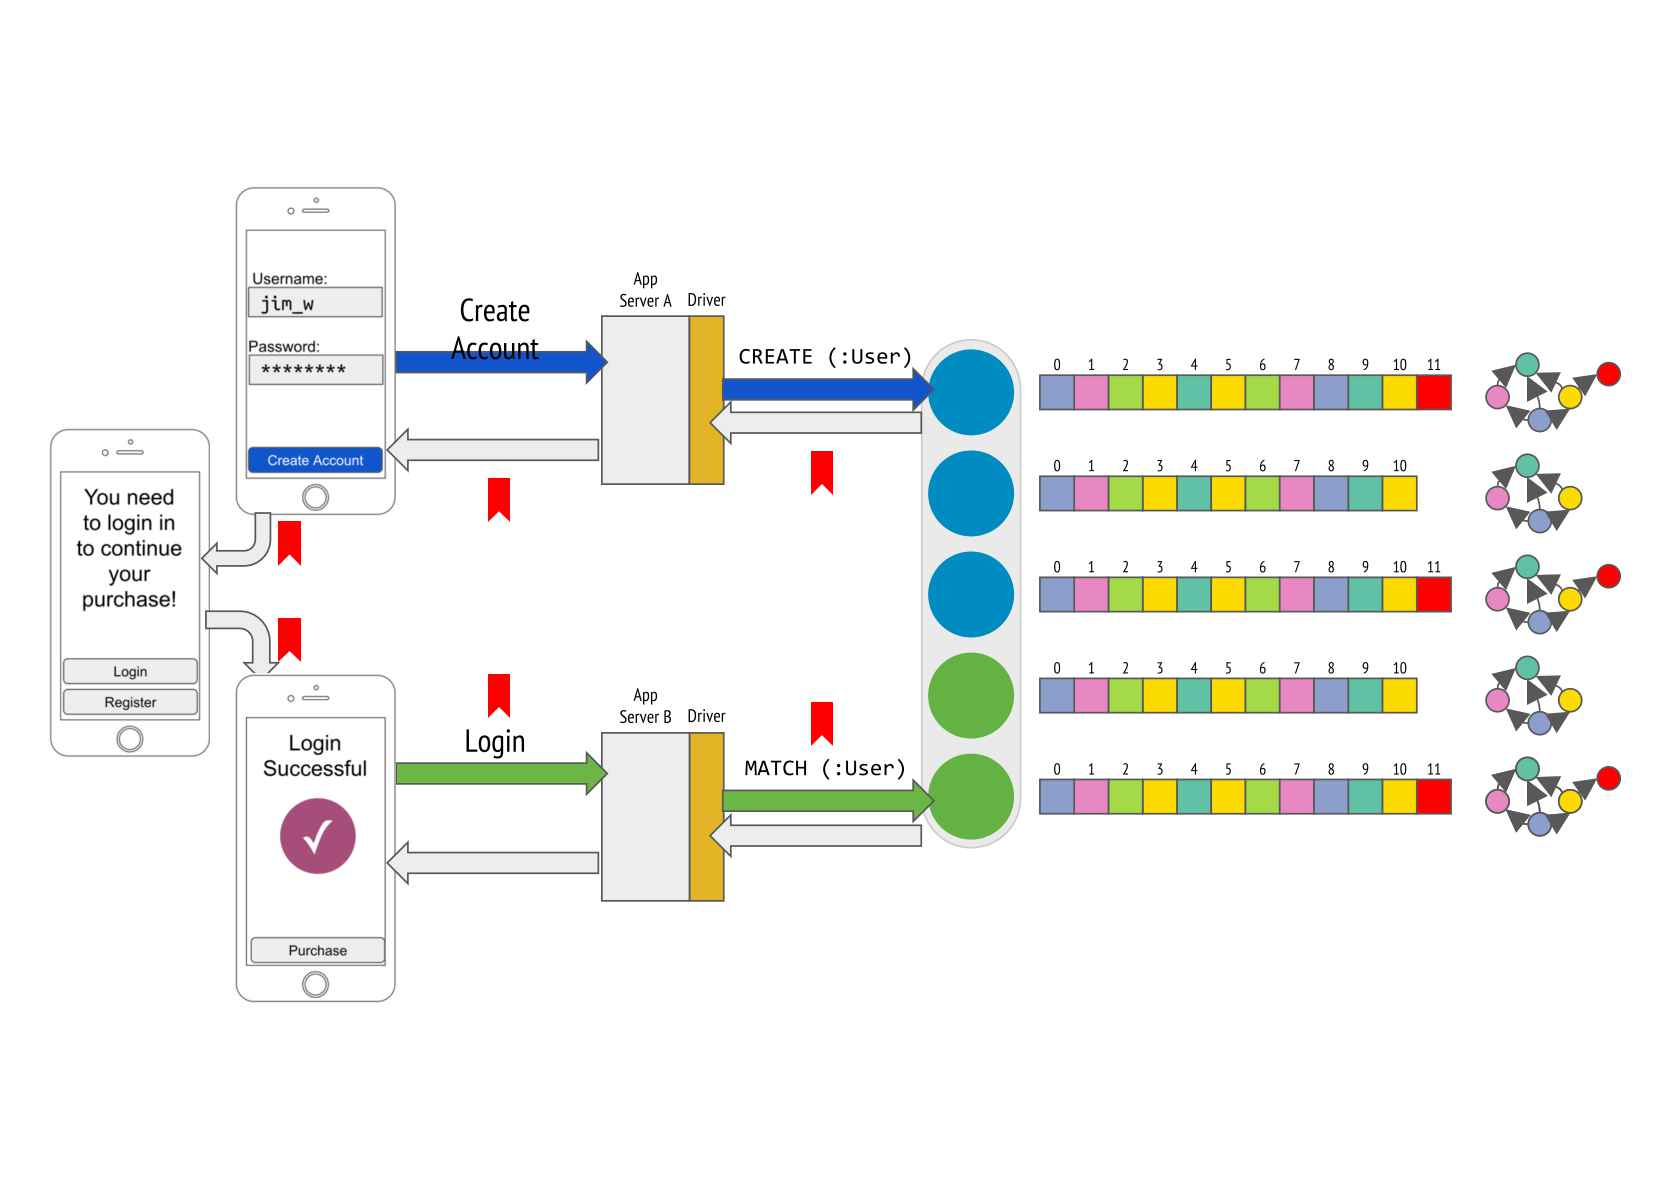 Username:
jim_w
Password:
********
Create Account
You need
to login in
to continue
your
purchase!
Login
Register
Login
Successful
✓
Purchase
Create
Account
App
Server A
Driver
CREATE (:User)
Login
App
Server B
Driver
MATCH (:User)
0 1 2 3 4 5 6 7 8 9 10 11
0 1 2 3 4 5 6 7 8 9 10
0 1 2 3 4 5 6 7 8 9 10 11
0 1 2 3 4 5 6 7 8 9 10
0 1 2 3 4 5 6 7 8 9 10 11